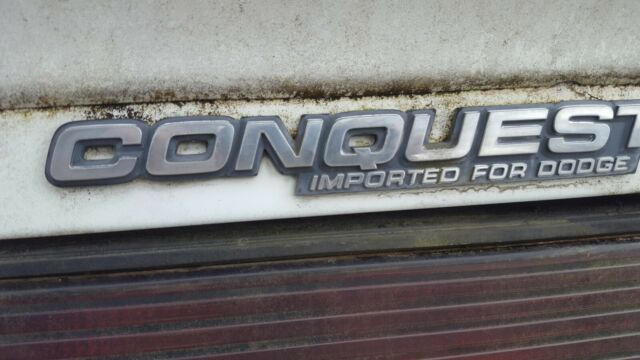 CONQUEST
IMPORTED FOR DODGE